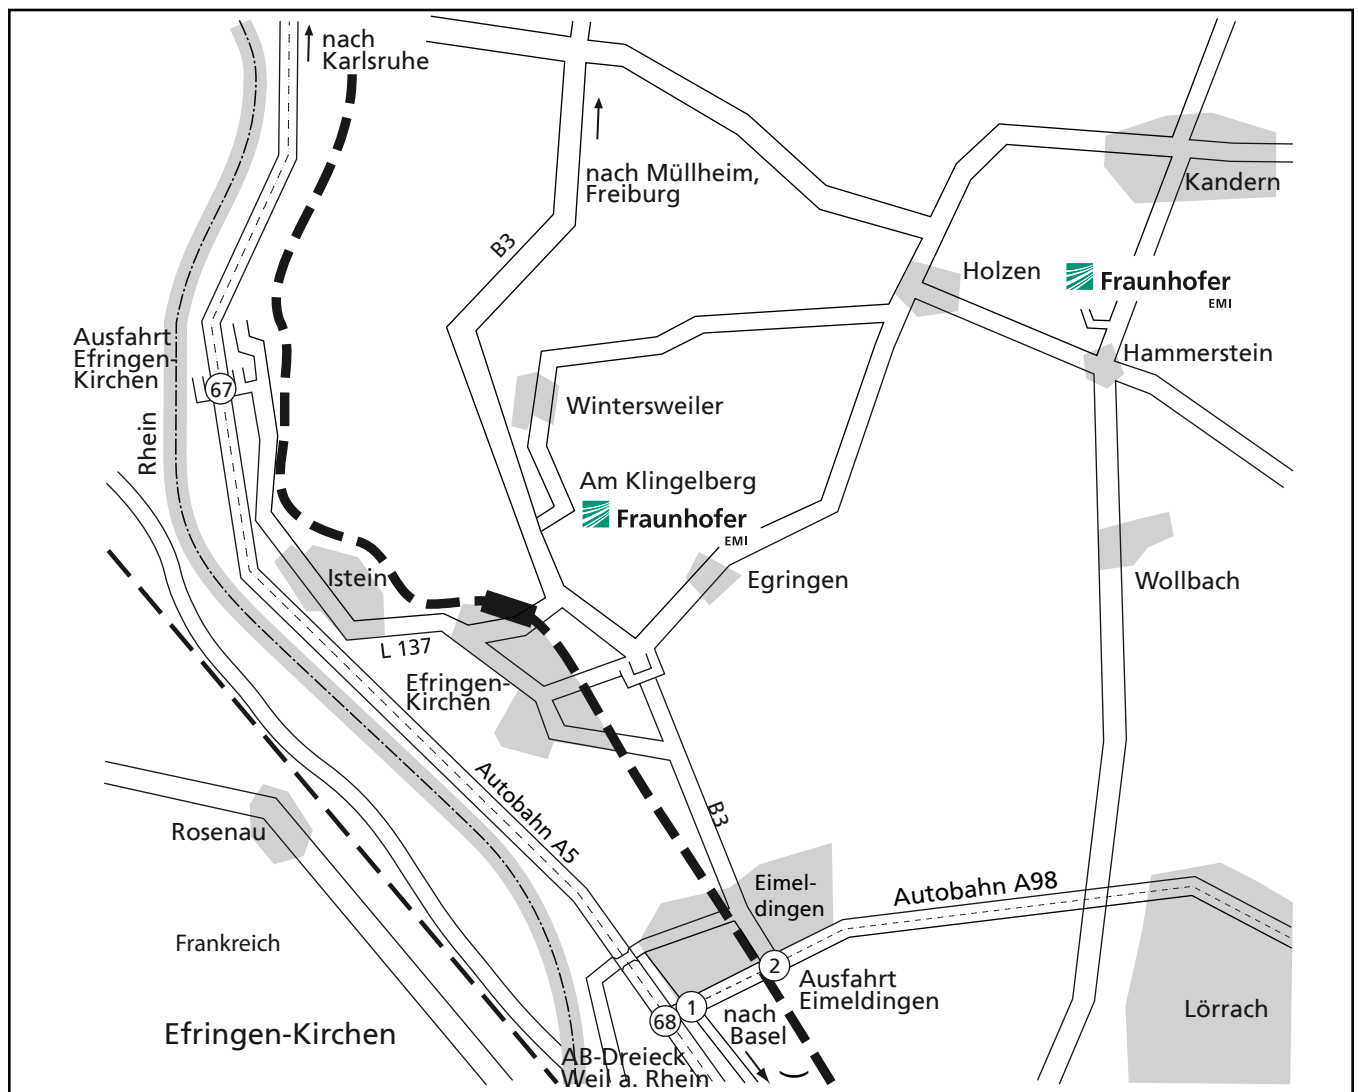 nach
Karlsruhe
nach Müllheim,
Freiburg
Kandern
B3
Holzen
Fraunhofer
EMI
Ausfahrt
Efringen-
Kirchen
67
Hammerstein
Rhein
Wintersweiler
Am Klingelberg
Fraunhofer
EMI
Istein
Egringen
Wollbach
L 137
Efringen-
Kirchen
Autobahn A5
B3
Rosenau
Eimel-
dingen
Autobahn A98
Frankreich
2
Ausfahrt
Eimeldingen
1
68
nach
Basel
Lörrach
Efringen-Kirchen
AB-Dreieck
Weil a. Rhein